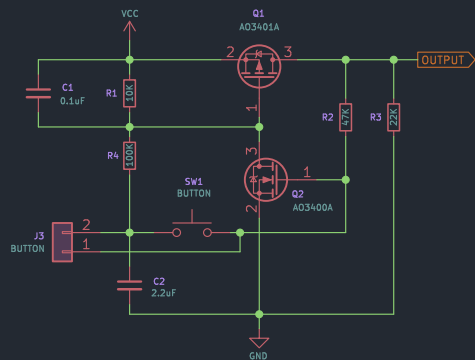 VCC
Q1
AO3401A
2
3
1
OUTPUT
C1
0.1uF
R1
10K
R2
47K
R3
22K
R4
100K
3
1
2
Q2
AO3400A
SW1
BUTTON
J3
BUTTON
2
1
C2
2.2uF
GND